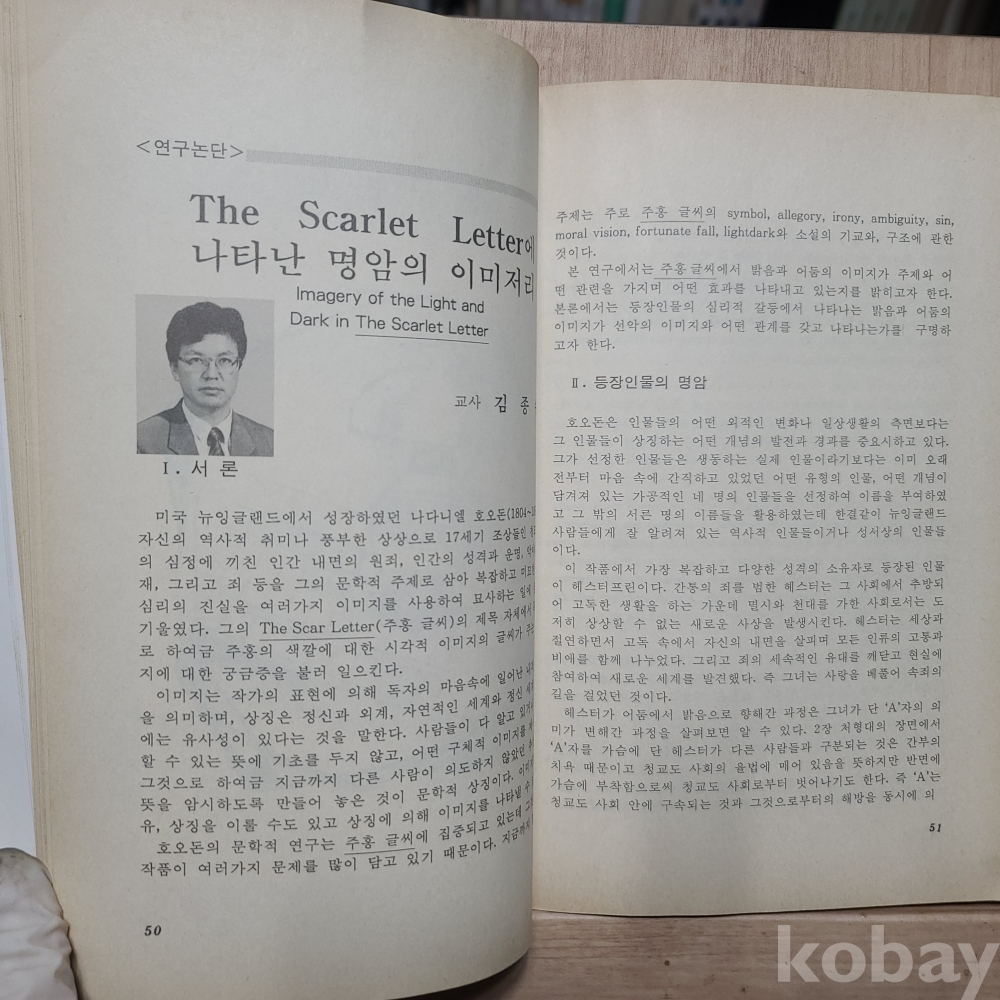 <연구논단>
The Scarlet Letter에
나타난 명암의 이미저리
Imagery of the Light and
Dark in The Scarlet Letter
교사 김 종
Ⅰ. 서 론
미국 뉴잉글랜드에서 성장하였던 나다니엘 호오돈(1804~18
자신의 역사적 취미나 풍부한 상상으로 17세기 조상들인
의 심정에 끼친 인간 내면의 원죄, 인간의 성격과 운명,
재, 그리고 죄 등을 그의 문학적 주제로 삼아 복잡하고
심리의 진실을 여러가지 이미지를 사용하여 묘사하는 일에
기울였다. 그의 The Scar Letter(주홍 글씨)의 제목 자체에서
로 하여금 주홍의 색깔에 대한 시각적 이미지의 글씨가 주는
지에 대한 궁금증을 불러 일으킨다.
이미지는 작가의 표현에 의해 독자의 마음속에 일어난
을 의미하며, 상징은 정신과 외계, 자연적인 세계와 정신
에는 유사성이 있다는 것을 말한다. 사람들이 다 알고
할 수 있는 뜻에 기초를 두지 않고, 어떤 구체적 이미지를
그것으로 하여금 지금까지 다른 사람이 의도하지 않았던
뜻을 암시하도록 만들어 놓은 것이 문학적 상징이다.
유, 상징을 이룰 수도 있고 상징에 의해 이미지를 나타낼 수
호오돈의 문학적 연구는 주홍 글씨에 집중되고 있는데
작품이 여러가지 문제를 많이 담고 있기 때문이다. 지금까지
50
주제는 주로 주홍 글씨의 symbol, allegory, irony, ambiguity, sin,
moral vision, fortunate fall, lightdark와 소설의 기교와, 구조에 관한
것이다.
본 연구에서는 주홍 글씨에서 밝음과 어둠의 이미지가 주제와 어
떤 관련을 가지며 어떤 효과를 나타내고 있는지를 밝히고자 한다.
본론에서는 등장인물의 심리적 갈등에서 나타나는 밝음과 어둠의
이미지가 선악의 이미지와 어떤 관계를 갖고 나타나는가를 구명하
고자 한다.
Ⅱ. 등장인물의 명암
호오돈은 인물들의 어떤 외적인 변화나 일상생활의 측면보다는
그 인물들이 상징하는 어떤 개념의 발전과 경과를 중요시하고 있다.
그가 선정한 인물들은 생동하는 실제 인물이라기보다는 이미 오래
전부터 마음 속에 간직하고 있었던 어떤 유형의 인물, 어떤 개념이
담겨져 있는 가공적인 네 명의 인물들을 선정하여 이름을 부여하였
고 그 밖의 서른 명의 이름들을 활용하였는데 한결같이 뉴잉글랜드
사람들에게 잘 알려져 있는 역사적 인물들이거나 성서상의 인물들
이다.
이 작품에서 가장 복잡하고 다양한 성격의 소유자로 등장된 인물
이 헤스터프린이다. 간통의 죄를 범한 헤스터는 그 사회에서 추방되
어 고독한 생활을 하는 가운데 멸시와 천대를 가한 사회로서는 도
저히 상상할 수 없는 새로운 사상을 발생시킨다. 헤스터는 세상과
절연하면서 고독 속에서 자신의 내면을 살피며 모든 인류의 고통과
비애를 함께 나누었다. 그리고 죄의 세속적인 유대를 깨닫고 현실에
참여하여 새로운 세계를 발견했다. 즉 그녀는 사랑을 베풀어 속죄의
길을 걸었던 것이다.
헤스터가 어둠에서 밝음으로 향해간 과정은 그녀가 단 'A'자의 의
미가 변해간 과정을 살펴보면 알 수 있다. 2장 처형대의 장면에서
'A'자를 가슴에 단 헤스터가 다른 사람들과 구분되는 것은 간부의
치욕 때문이고 청교도 사회의 율법에 메어 있음을 뜻하지만 반면에
가슴에 부착함으로써 청교도 사회로부터 벗어나기도 한다. 즉 'A'는
청교도 사회 안에 구속되는 것과 그것으로부터의 해방을 동시에 의
51
kobay